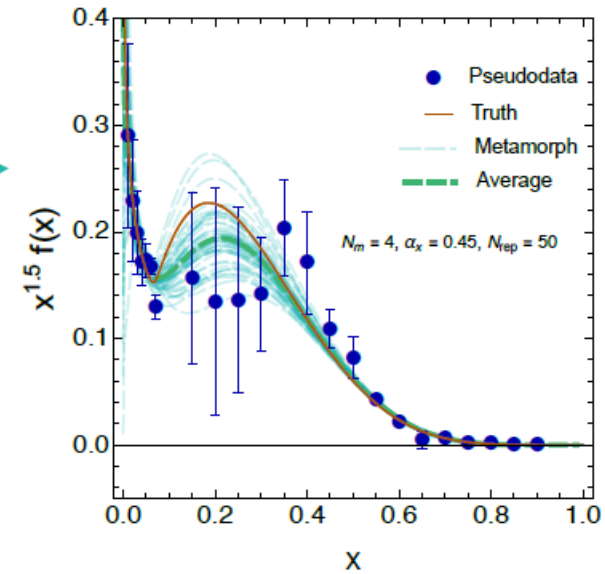 0.4
0.3
0.2
0.1
0.0
x^1.5 f(x)
Pseudodata
Truth
Metamorph
Average
N_m = 4, α_x = 0.45, N_rep = 50
0.0 0.2 0.4 0.6 0.8 1.0
x